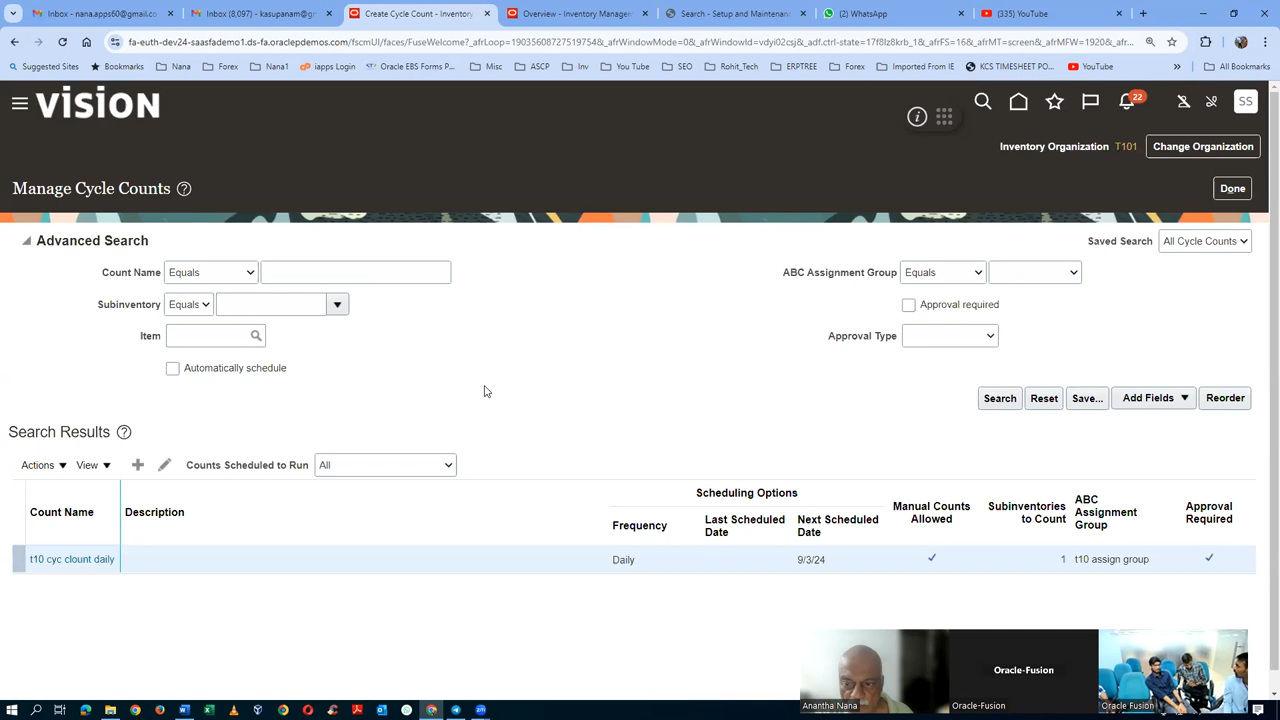 Inbox - nana.apps60@gmail.co
Inbox (8,097) - kasupanam@gr
Create Cycle Count - Inventory
Overview - Inventory Managem
Search - Setup and Maintenanc
(2) WhatsApp
(335) YouTube
fa-euth-dev24-saasfademo1.ds-fa.oraclepdemos.com/fscmUI/faces/FuseWelcome?_afrLoop=19035608727519754&_afrWindowMode=0&_afrWindowId=vdyi02csj&_adf.ctrl-state=17f8lz8krb_1&_afrFS=16&_afrMT=screen&_afrMFW=1920&_afrM...
Suggested Sites
Bookmarks
Nana
Forex
Nana1
iapps Login
Oracle EBS Forms P...
Misc
ASCP
Inv
You Tube
SEO
Rohit_Tech
ERPTREE
Forex
Imported From IE
KCS TIMESHEET PO...
YouTube
All Bookmarks
VISION
22
SS
Inventory Organization T101 Change Organization
Manage Cycle Counts
Done
Advanced Search
Saved Search All Cycle Counts
Count Name Equals
ABC Assignment Group Equals
Subinventory Equals
Approval required
Item
Approval Type
Automatically schedule
Search Reset Save... Add Fields Reorder
Search Results
Actions View Counts Scheduled to Run All
Count Name
Description
Scheduling Options
Frequency
Last Scheduled Date
Next Scheduled Date
Manual Counts Allowed
Subinventories to Count
ABC Assignment Group
Approval Required
t10 cyc clount daily Daily 9/3/24 1 t10 assign group
Oracle-Fusion
Anantha Nana
Oracle-Fusion
Oracle Fusion